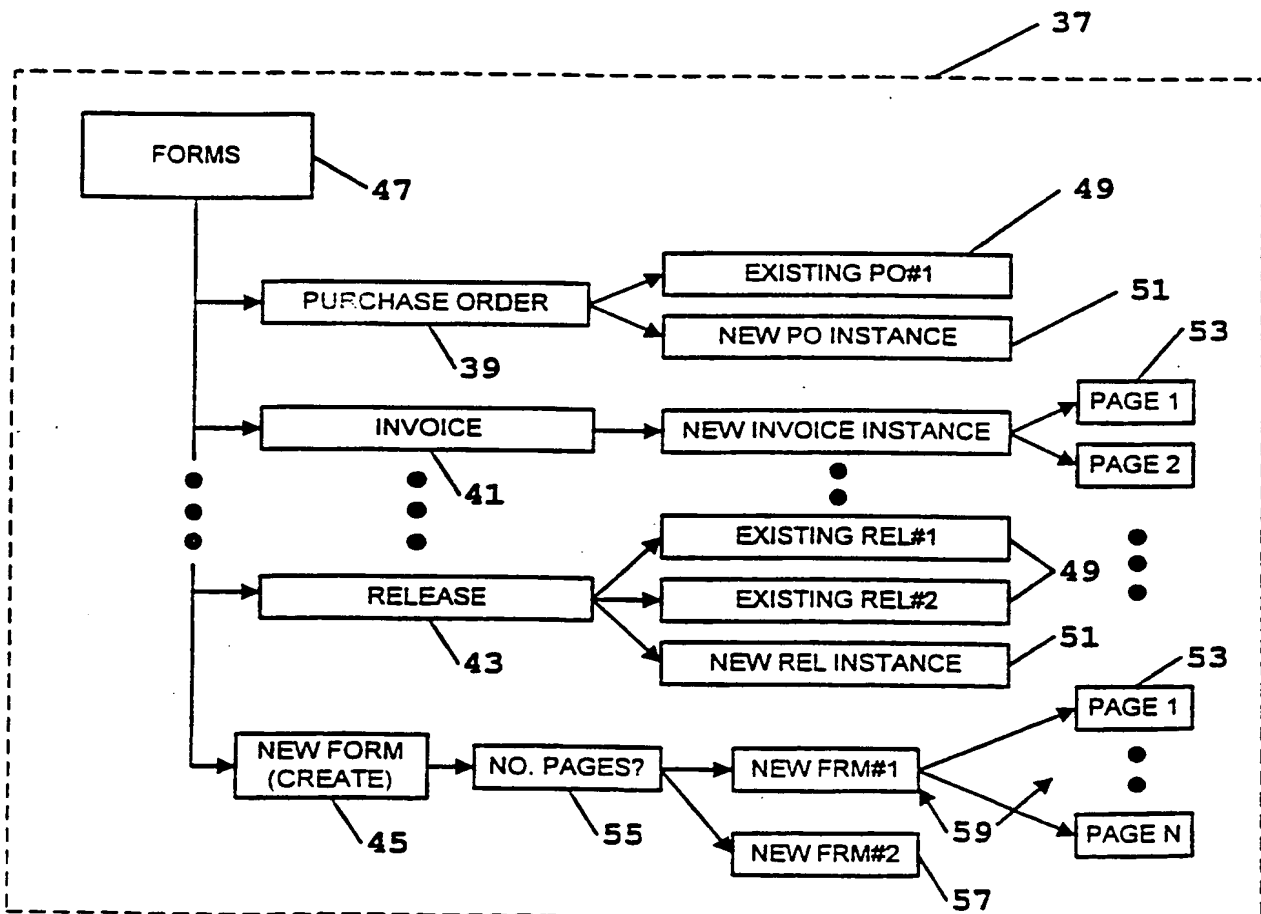 37
FORMS
47
49
EXISTING PO#1
PURCHASE ORDER
51
NEW PO INSTANCE
39
53
PAGE 1
INVOICE
NEW INVOICE INSTANCE
PAGE 2
41
EXISTING REL#1
49
RELEASE
EXISTING REL#2
43
NEW REL INSTANCE
51
53
PAGE 1
NEW FORM
(CREATE)
NO. PAGES?
NEW FRM#1
45
55
59
PAGE N
NEW FRM#2
57